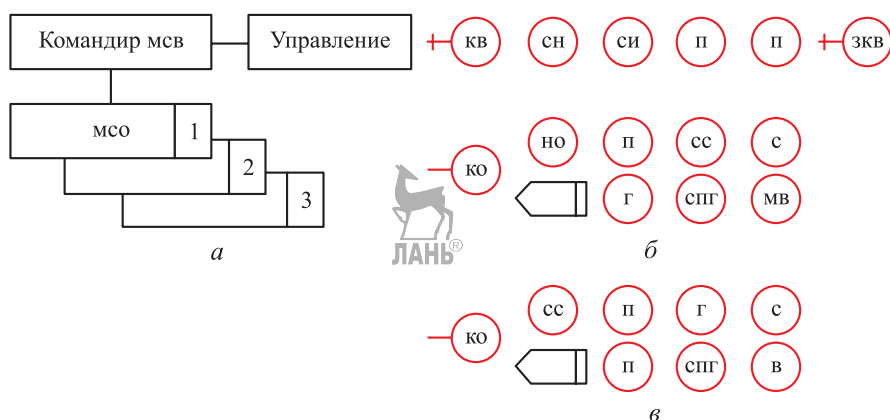 Командир мсв Управление
кв сн си п п зкв
мсо 1
2
3
а
но п сс с
ко
г спг мв
б
ЛАНЬ®
сс п г с
ко
п спг в
в